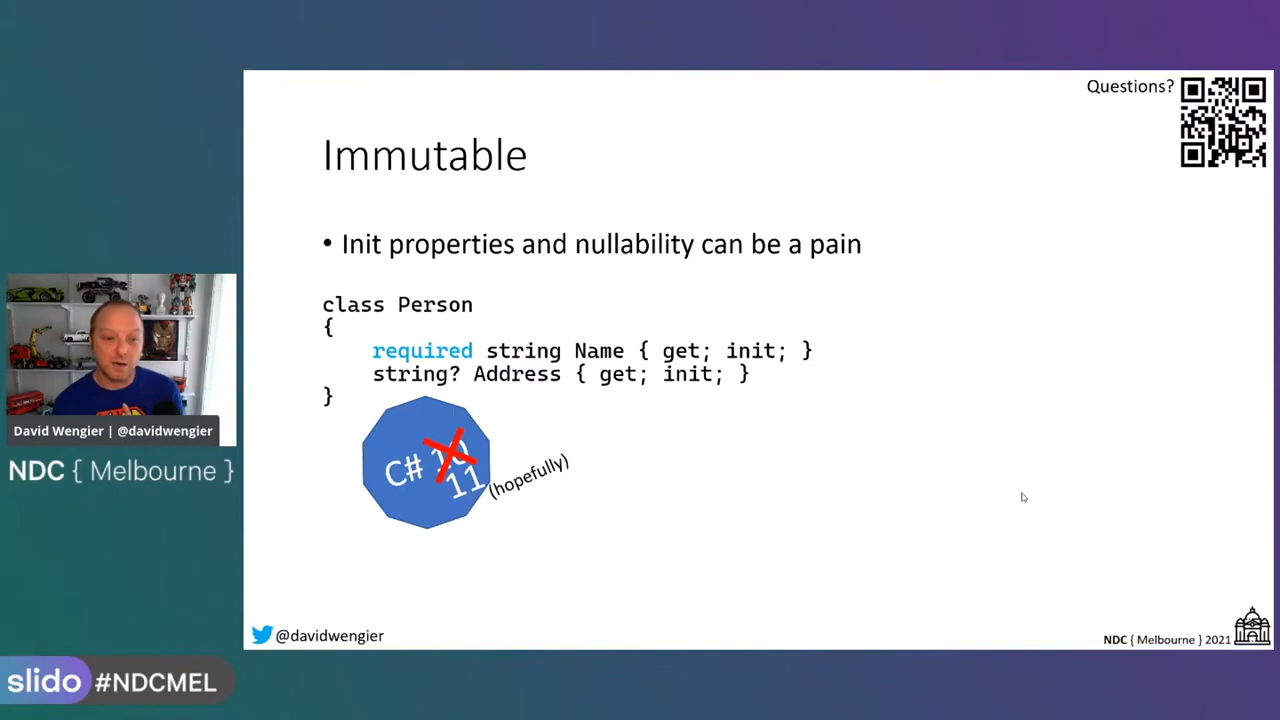 Questions?
Immutable
• Init properties and nullability can be a pain
class Person
{
required string Name { get; init; }
string? Address { get; init; }
}
C# 10
11
(hopefully)
David Wengier | @davidwengier
NDC { Melbourne }
@davidwengier
NDC { Melbourne } 2021
slido #NDCMEL